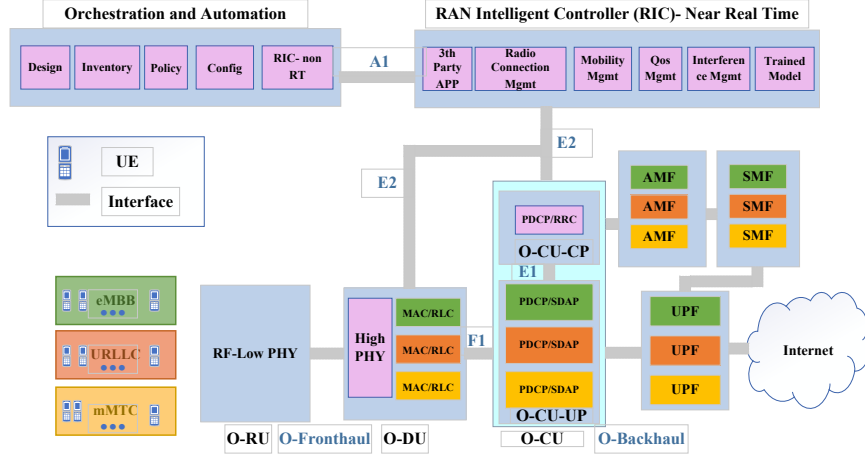 Orchestration and Automation
RAN Intelligent Controller (RIC)- Near Real Time
Design
Inventory
Policy
Config
RIC- non
RT
A1
3th
Party
APP
Radio
Connection
Mgmt
Mobility
Mgmt
Qos
Mgmt
Interferen
ce Mgmt
Trained
Model
UE
Interface
E2
E2
PDCP/RRC
O-CU-CP
E1
AMF
AMF
AMF
SMF
SMF
SMF
eMBB
URLLC
mMTC
RF-Low PHY
High
PHY
MAC/RLC
MAC/RLC
MAC/RLC
F1
PDCP/SDAP
PDCP/SDAP
PDCP/SDAP
O-CU-UP
UPF
UPF
UPF
Internet
O-RU
O-Fronthaul
O-DU
O-CU
O-Backhaul